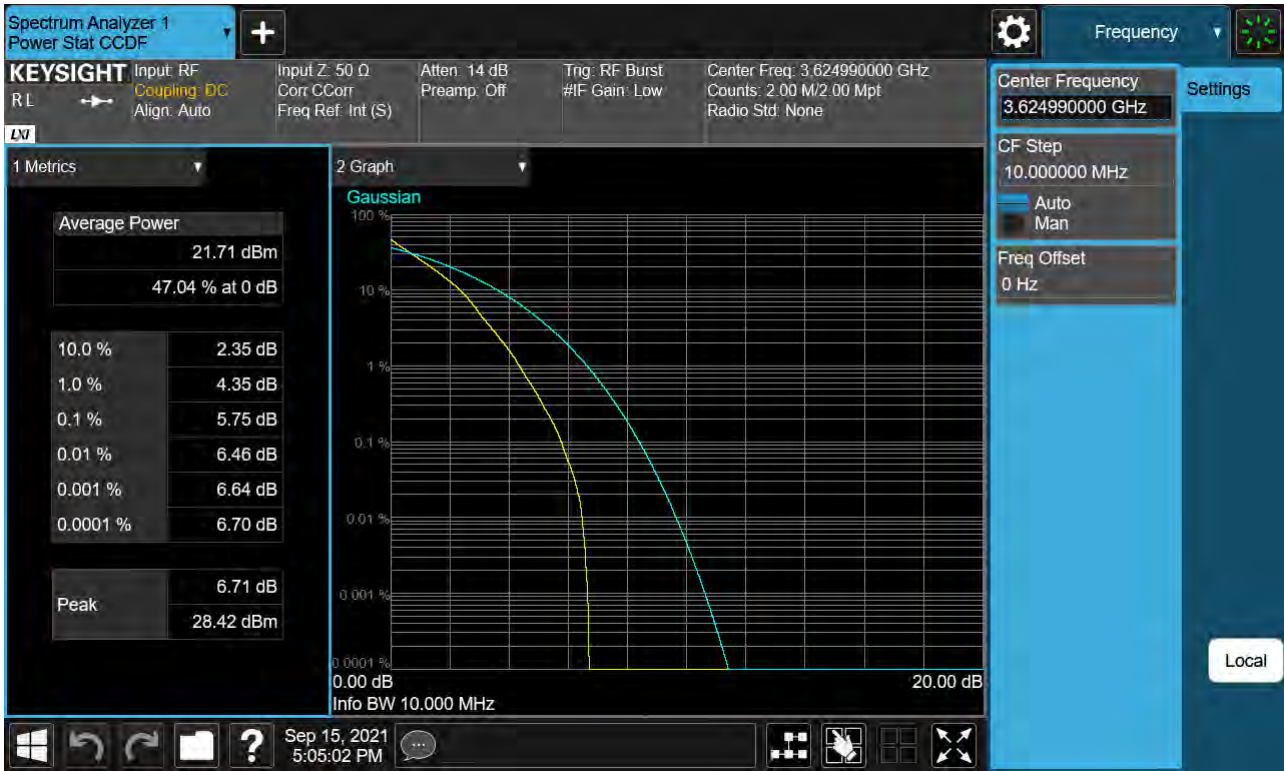 Spectrum Analyzer 1
Power Stat CCDF
+
Frequency
KEYSIGHT
RL
LXI
Input: RF
Coupling: DC
Align: Auto
Input Z: 50 Ω
Corr CCorr
Freq Ref: Int (S)
Atten: 14 dB
Preamp: Off
Trig: RF Burst
#IF Gain: Low
Center Freq: 3.624990000 GHz
Counts: 2.00 M/2.00 Mpt
Radio Std: None
1 Metrics
Average Power
21.71 dBm
47.04 % at 0 dB
10.0 % 2.35 dB
1.0 % 4.35 dB
0.1 % 5.75 dB
0.01 % 6.46 dB
0.001 % 6.64 dB
0.0001 % 6.70 dB
Peak
6.71 dB
28.42 dBm
2 Graph
Gaussian
100 %
10 %
1 %
0.1 %
0.01 %
0.001 %
0.0001 %
0.00 dB 20.00 dB
Info BW 10.000 MHz
Center Frequency
3.624990000 GHz
CF Step
10.000000 MHz
Auto
Man
Freq Offset
0 Hz
Settings
Local
?
Sep 15, 2021
5:05:02 PM